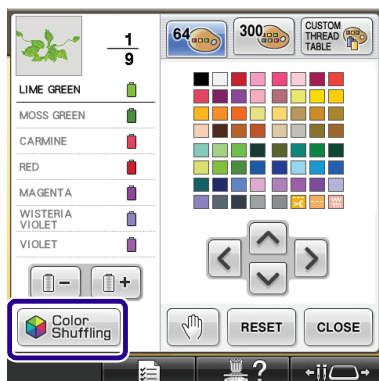 1
9
64
300
CUSTOM
THREAD
TABLE
LIME GREEN
MOSS GREEN
CARMINE
RED
MAGENTA
WISTERIA
VIOLET
VIOLET
−
+
Color
Shuffling
RESET
CLOSE
?